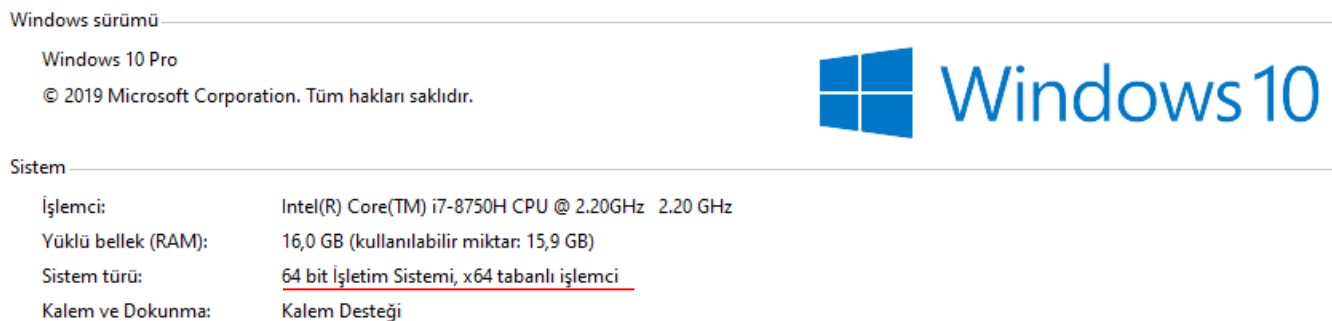 Windows sürümü
Windows 10 Pro
© 2019 Microsoft Corporation. Tüm hakları saklıdır.
Windows 10
Sistem
İşlemci: Intel(R) Core(TM) i7-8750H CPU @ 2.20GHz 2.20 GHz
Yüklü bellek (RAM): 16,0 GB (kullanılabilir miktar: 15,9 GB)
Sistem türü: 64 bit İşletim Sistemi, x64 tabanlı işlemci
Kalem ve Dokunma: Kalem Desteği